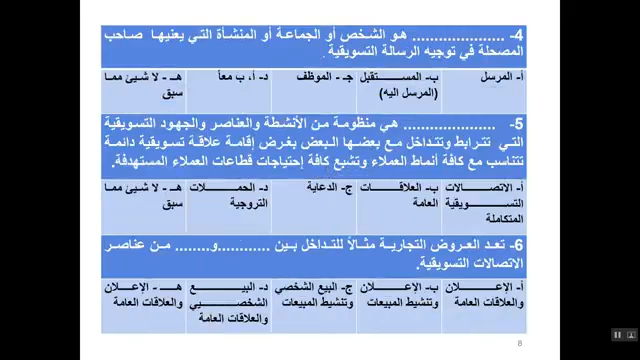 4- ..................... هو الشخص أو الجماعة أو المنشأة التي يعنيها صاحب
المصحلة في توجيه الرسالة التسويقية .
أ- المرسل
ب- المستقبل
(المرسل اليه)
جـ - الموظف
د- أ، ب معاً
هـ - لا شيئ مما
سبق
5- ..................... هي منظومة من الأنشطة والعناصر والجهود التسويقية
التي تترابط وتتداخل مع بعضها البعض بغرض إقامة علاقة تسويقية دائمة
تتناسب مع كافة أنماط العملاء وتشبع كافة إحتياجات قطاعات العملاء المستهدفة.
أ- الاتصالات
التسويقية
المتكاملة
ب- العلاقات
العامة
ج- الدعاية
د- الحملات
التروجية
هـ - لا شيئ مما
سبق
6- تعد العروض التجارية مثالاً للتداخل بين ............و........ من عناصر
الاتصالات التسويقية.
أ- الإعلان
والعلاقات العامة
ب- الإعلان
وتنشيط المبيعات
ج- البيع الشخصي
وتنشيط المبيعات
د- البيع
الشخصيي
والعلاقات العامة
هـ - الإعلان
والعلاقات العامة
8